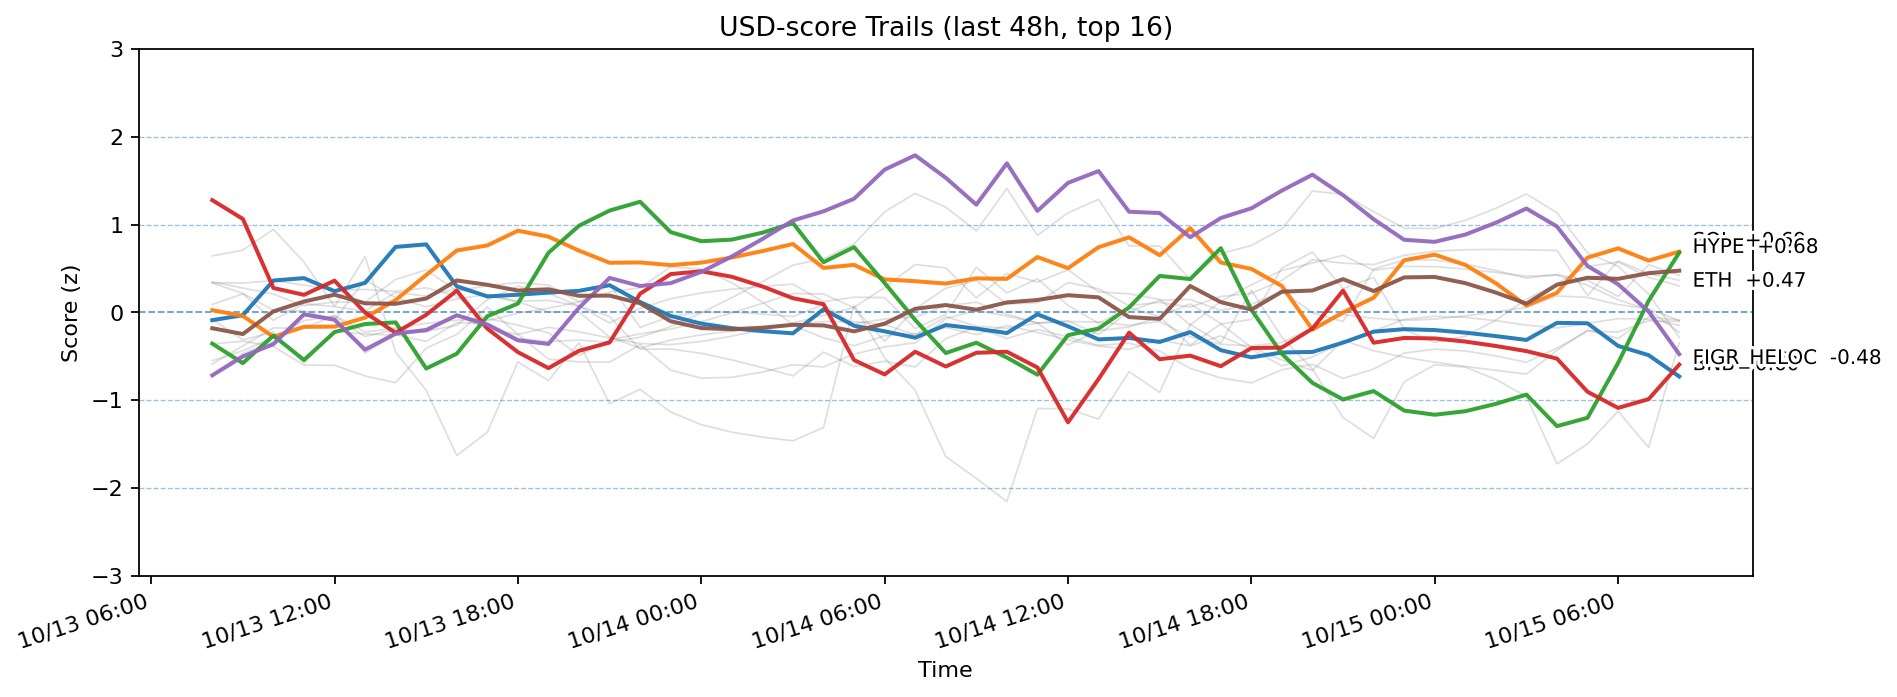 USD-score Trails (last 48h, top 16)
Score (z)
3
2
1
0
−1
−2
−3
HYPE +0.68
ETH +0.47
FIGR_HELOC -0.48
10/13 06:00
10/13 12:00
10/13 18:00
10/14 00:00
10/14 06:00
10/14 12:00
10/14 18:00
10/15 00:00
10/15 06:00
Time